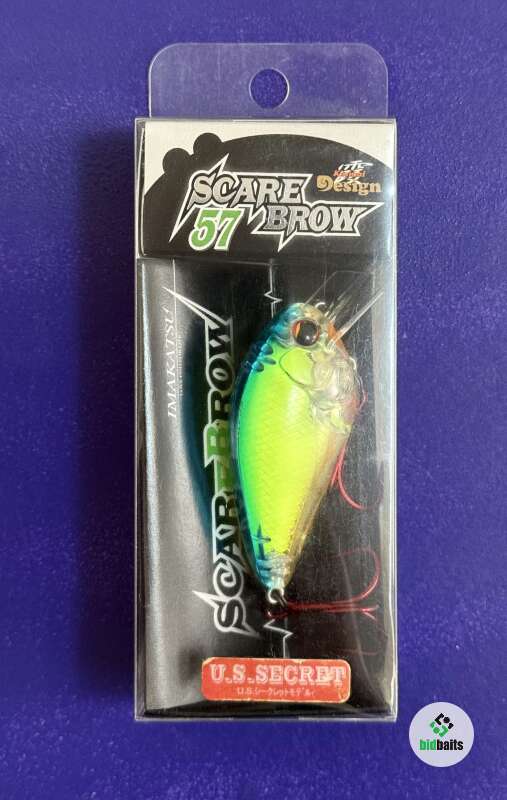 SCARE
57 BROW
Design
IMAKATSU
SCARE BROW
U.S.SECRET
U.S.シークレットモデル
bidbaits